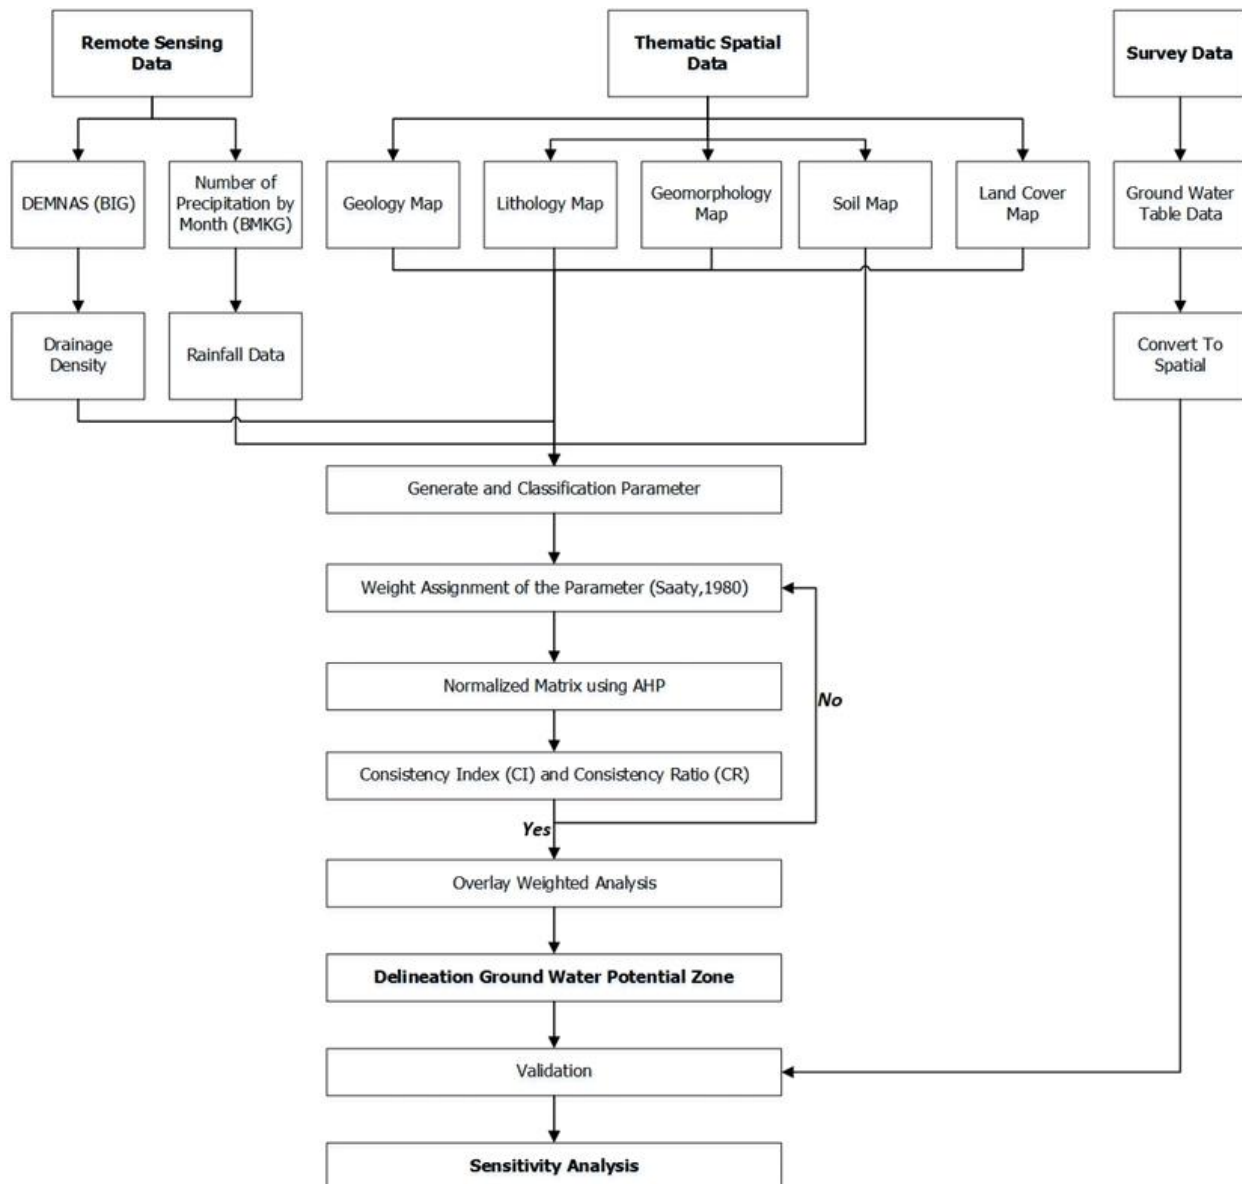 Remote Sensing
Data
Thematic Spatial
Data
Survey Data
DEMNAS (BIG)
Number of
Precipitation by
Month (BMKG)
Geology Map
Lithology Map
Geomorphology
Map
Soil Map
Land Cover
Map
Ground Water
Table Data
Drainage
Density
Rainfall Data
Convert To
Spatial
Generate and Classification Parameter
Weight Assignment of the Parameter (Saaty,1980)
Normalized Matrix using AHP
No
Consistency Index (CI) and Consistency Ratio (CR)
Yes
Overlay Weighted Analysis
Delineation Ground Water Potential Zone
Validation
Sensitivity Analysis